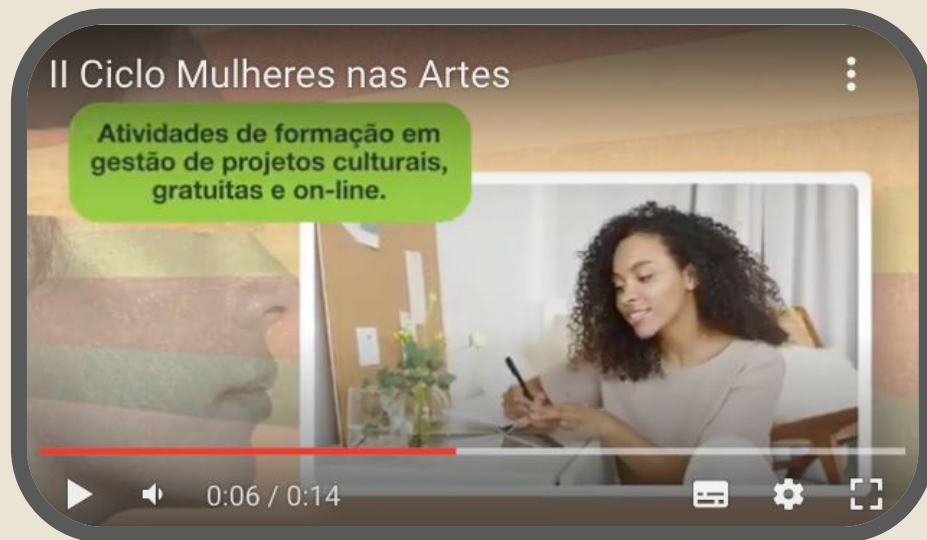 II Ciclo Mulheres nas Artes
Atividades de formação em
gestão de projetos culturais,
gratuitas e on-line.
0:06 / 0:14